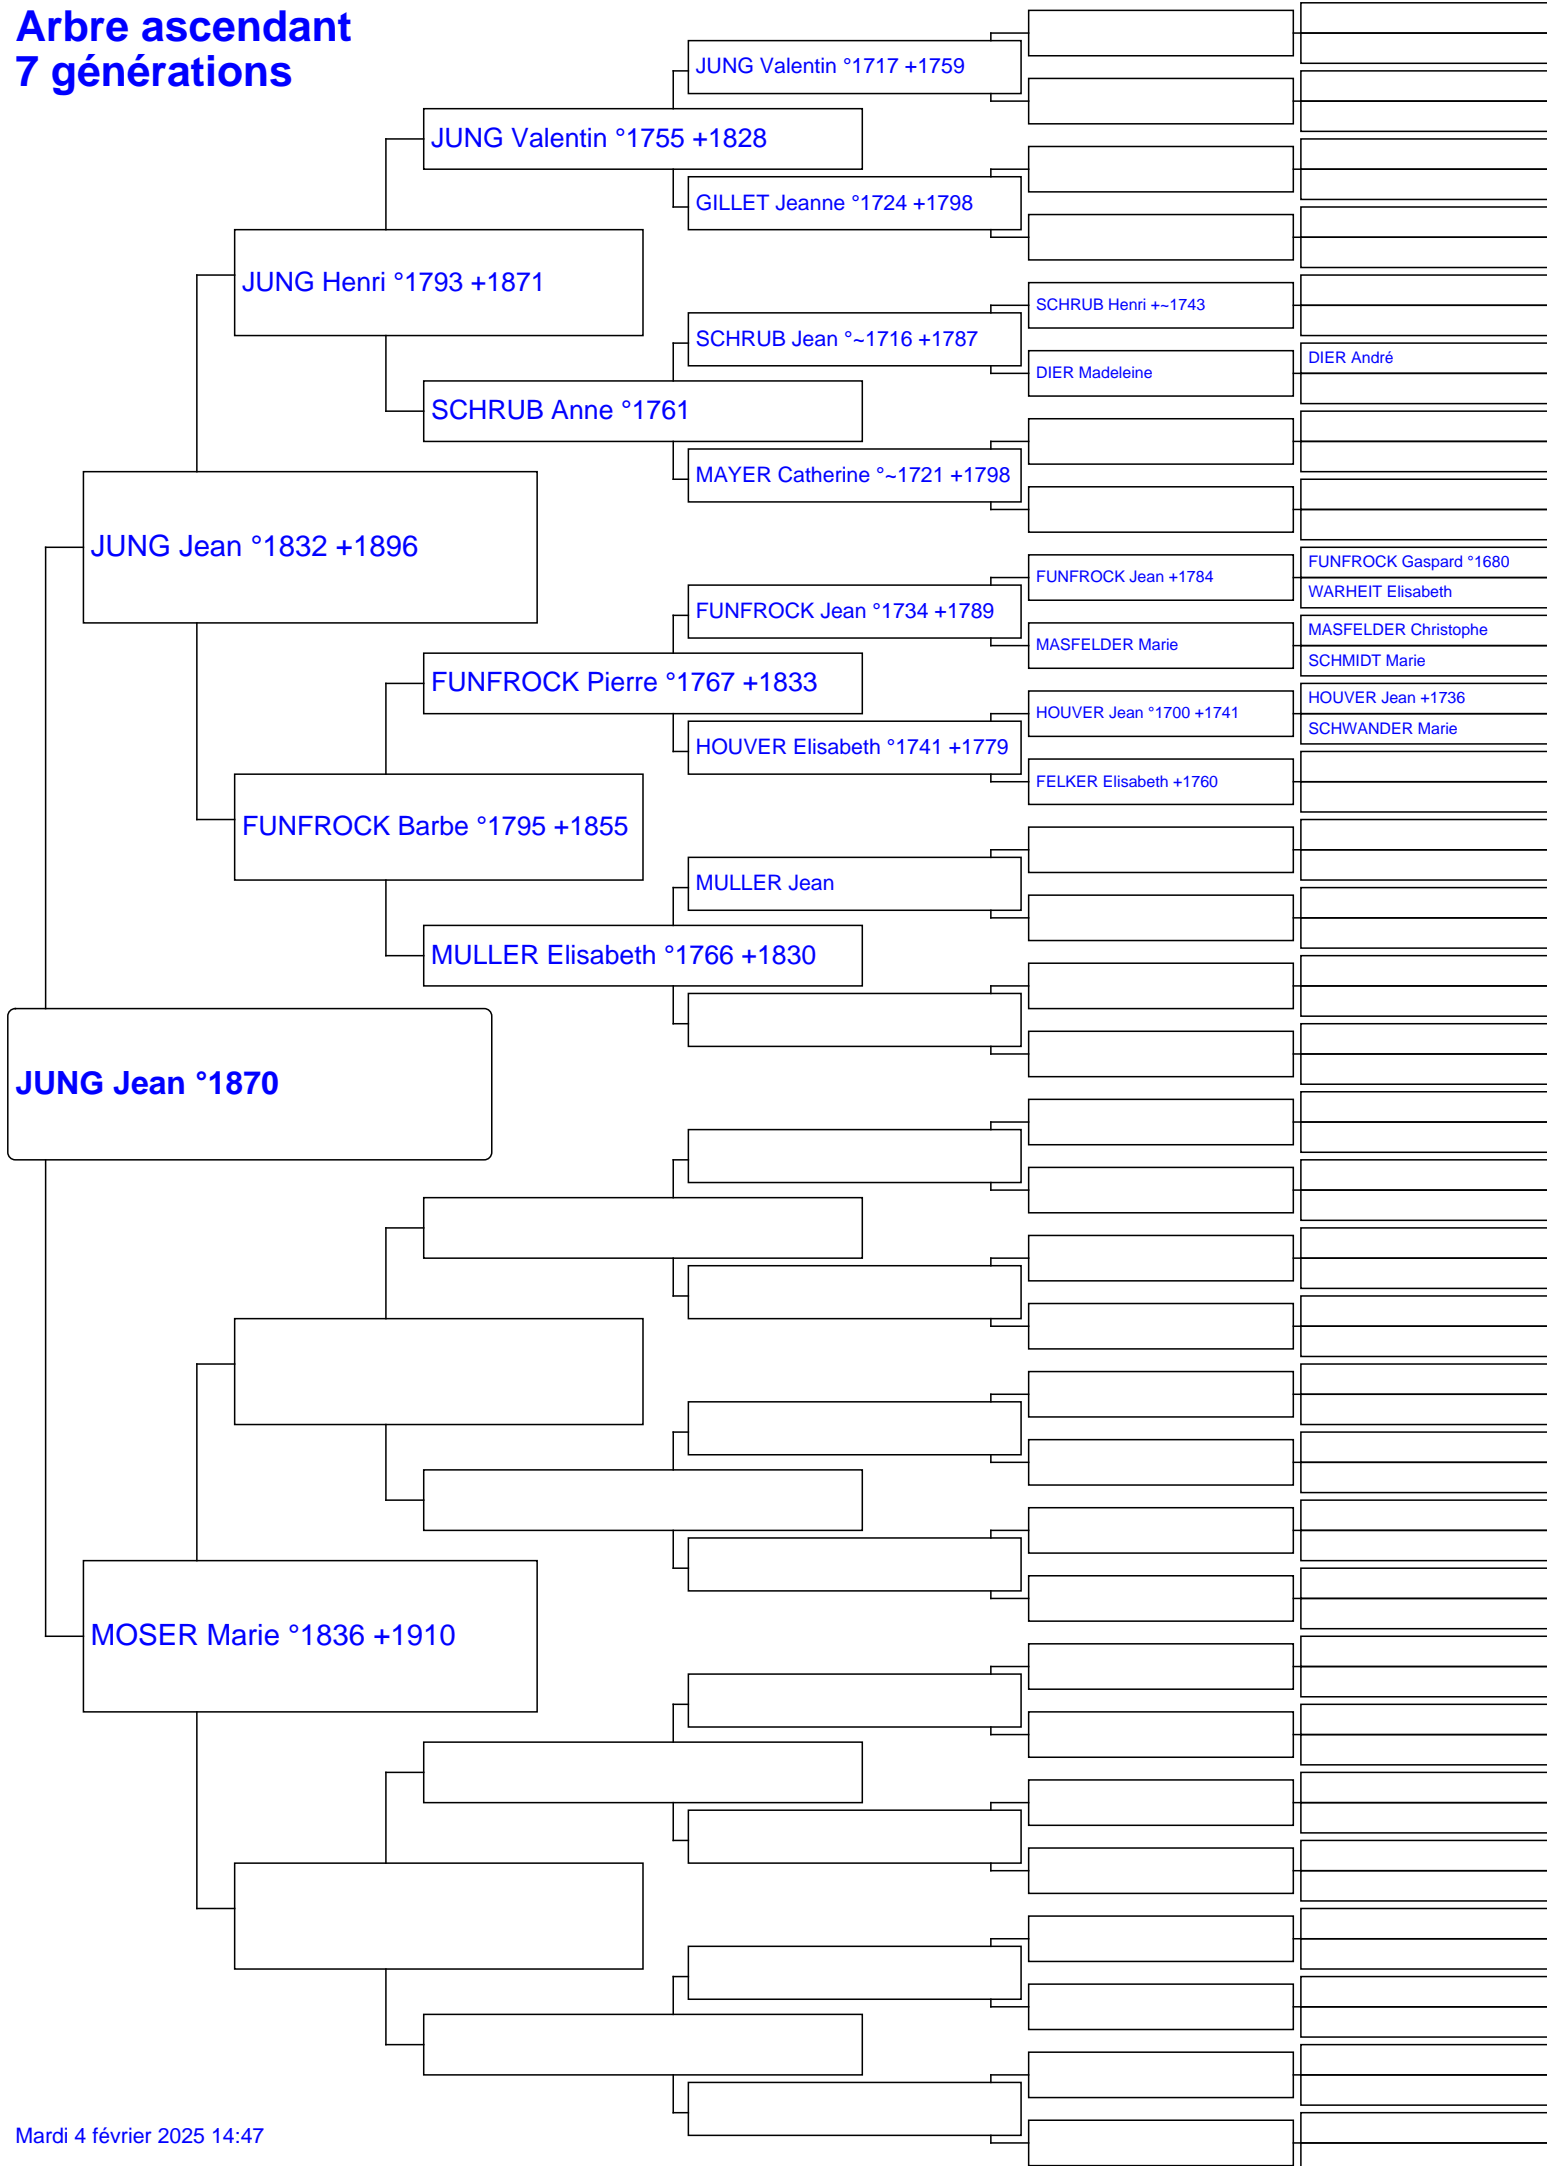 Arbre ascendant
7 générations
JUNG Valentin °1717 +1759
JUNG Valentin °1755 +1828
GILLET Jeanne °1724 +1798
JUNG Henri °1793 +1871
SCHRUB Henri +~1743
SCHRUB Jean °~1716 +1787
DIER André
DIER Madeleine
SCHRUB Anne °1761
MAYER Catherine °~1721 +1798
JUNG Jean °1832 +1896
FUNFROCK Gaspard °1680
FUNFROCK Jean +1784
WARHEIT Elisabeth
FUNFROCK Jean °1734 +1789
MASFELDER Christophe
MASFELDER Marie
SCHMIDT Marie
FUNFROCK Pierre °1767 +1833
HOUVER Jean +1736
HOUVER Jean °1700 +1741
SCHWANDER Marie
HOUVER Elisabeth °1741 +1779
FELKER Elisabeth +1760
FUNFROCK Barbe °1795 +1855
MULLER Jean
MULLER Elisabeth °1766 +1830
JUNG Jean °1870
MOSER Marie °1836 +1910
Mardi 4 février 2025 14:47